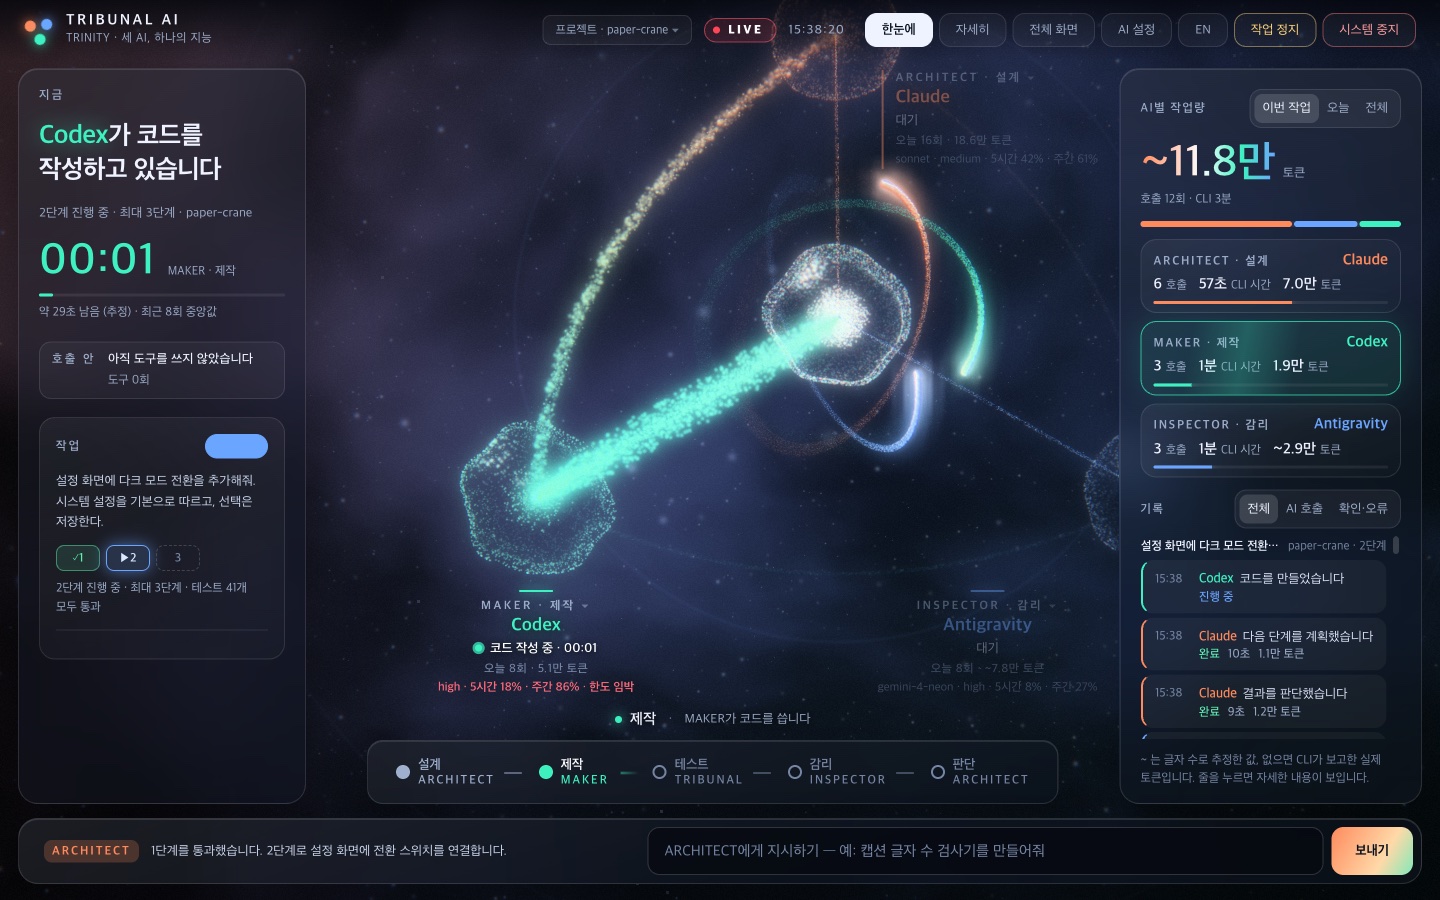 TRIBUNAL AI
TRINITY · 세 AI, 하나의 지능
프로젝트 · paper-crane
LIVE
15:38:20
한눈에
자세히
전체 화면
AI 설정
EN
작업 정지
시스템 중지
지금
Codex가 코드를
작성하고 있습니다
2단계 진행 중 · 최대 3단계 · paper-crane
00:01 MAKER · 제작
약 29초 남음 (추정) · 최근 8회 중앙값
호출 안 아직 도구를 쓰지 않았습니다
도구 0회
작업
설정 화면에 다크 모드 전환을 추가해줘.
시스템 설정을 기본으로 따르고, 선택은
저장한다.
✓1 ▶2 3
2단계 진행 중 · 최대 3단계 · 테스트 41개
모두 통과
ARCHITECT · 설계
Claude
대기
오늘 16회 · 18.6만 토큰
sonnet · medium · 5시간 42% · 주간 61%
MAKER · 제작
Codex
코드 작성 중 · 00:01
오늘 8회 · 5.1만 토큰
high · 5시간 18% · 주간 86% · 한도 임박
INSPECTOR · 감리
Antigravity
대기
오늘 8회 · ~7.8만 토큰
gemini-4-neon · high · 5시간 8% · 주간 27%
제작 · MAKER가 코드를 씁니다
설계
ARCHITECT
제작
MAKER
테스트
TRIBUNAL
감리
INSPECTOR
판단
ARCHITECT
AI별 작업량
이번 작업 오늘 전체
~11.8만 토큰
호출 12회 · CLI 3분
ARCHITECT · 설계 Claude
6 호출 57초 CLI 시간 7.0만 토큰
MAKER · 제작 Codex
3 호출 1분 CLI 시간 1.9만 토큰
INSPECTOR · 감리 Antigravity
3 호출 1분 CLI 시간 ~2.9만 토큰
기록
전체 AI 호출 확인·오류
설정 화면에 다크 모드 전환… paper-crane · 2단계
15:38 Codex 코드를 만들었습니다
진행 중
15:38 Claude 다음 단계를 계획했습니다
완료 10초 1.1만 토큰
15:38 Claude 결과를 판단했습니다
완료 9초 1.2만 토큰
~ 는 글자 수로 추정한 값, 없으면 CLI가 보고한 실제
토큰입니다. 줄을 누르면 자세한 내용이 보입니다.
ARCHITECT 1단계를 통과했습니다. 2단계로 설정 화면에 전환 스위치를 연결합니다.
ARCHITECT에게 지시하기 — 예: 캡션 글자 수 검사기를 만들어줘
보내기